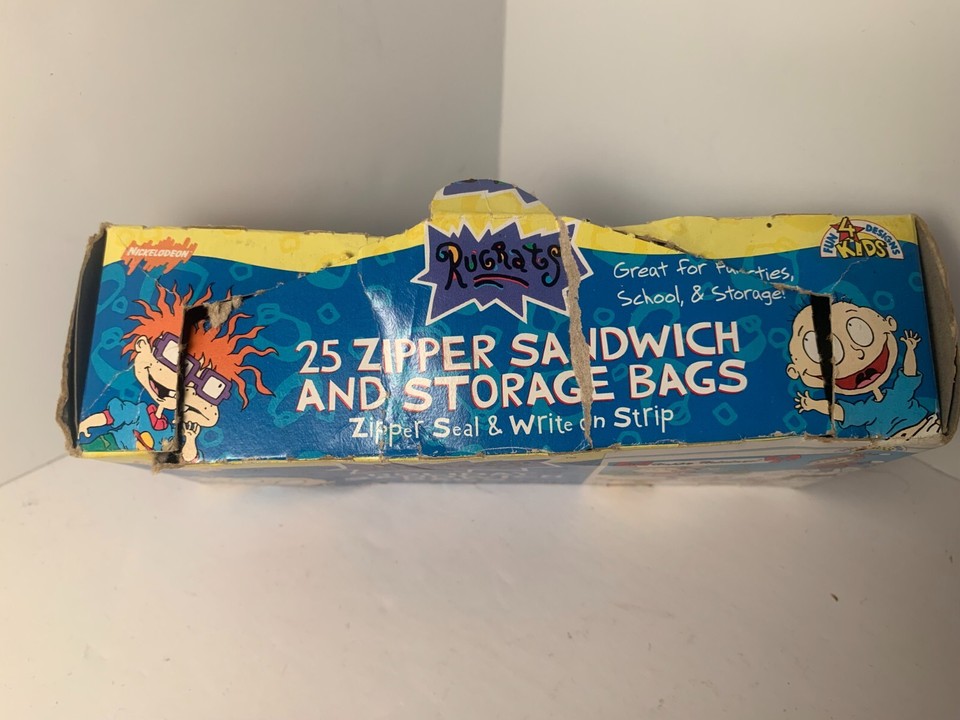 NICKELODEON
RUGRATS
FUN 4 KIDS DESIGNS
Great for
School, & Storage!
25 ZIPPER SANDWICH
AND STORAGE BAGS
Zipper Seal & Write on Strip